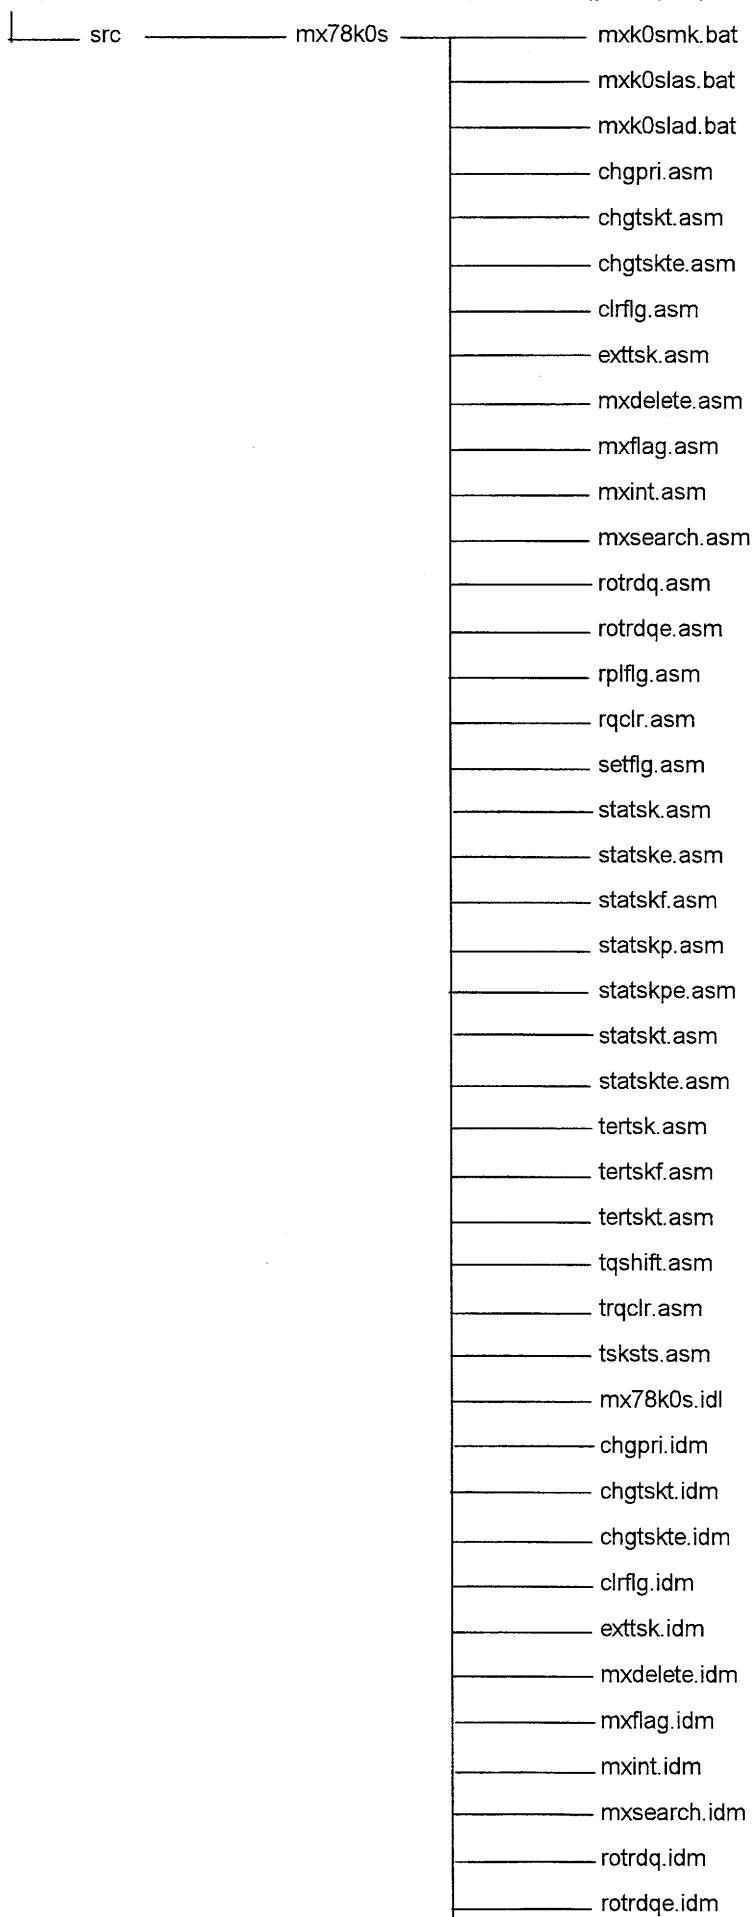 src mx78k0s mxk0smk.bat
mxk0slas.bat
mxk0slad.bat
chgpri.asm
chgtskt.asm
chgtskte.asm
clrflg.asm
exttsk.asm
mxdelete.asm
mxflag.asm
mxint.asm
mxsearch.asm
rotrdq.asm
rotrdqe.asm
rplflg.asm
rqclr.asm
setflg.asm
statsk.asm
statske.asm
statskf.asm
statskp.asm
statskpe.asm
statskt.asm
statskte.asm
tertsk.asm
tertskf.asm
tertskt.asm
tqshift.asm
trqclr.asm
tsksts.asm
mx78k0s.idl
chgpri.idm
chgtskt.idm
chgtskte.idm
clrflg.idm
exttsk.idm
mxdelete.idm
mxflag.idm
mxint.idm
mxsearch.idm
rotrdq.idm
rotrdqe.idm